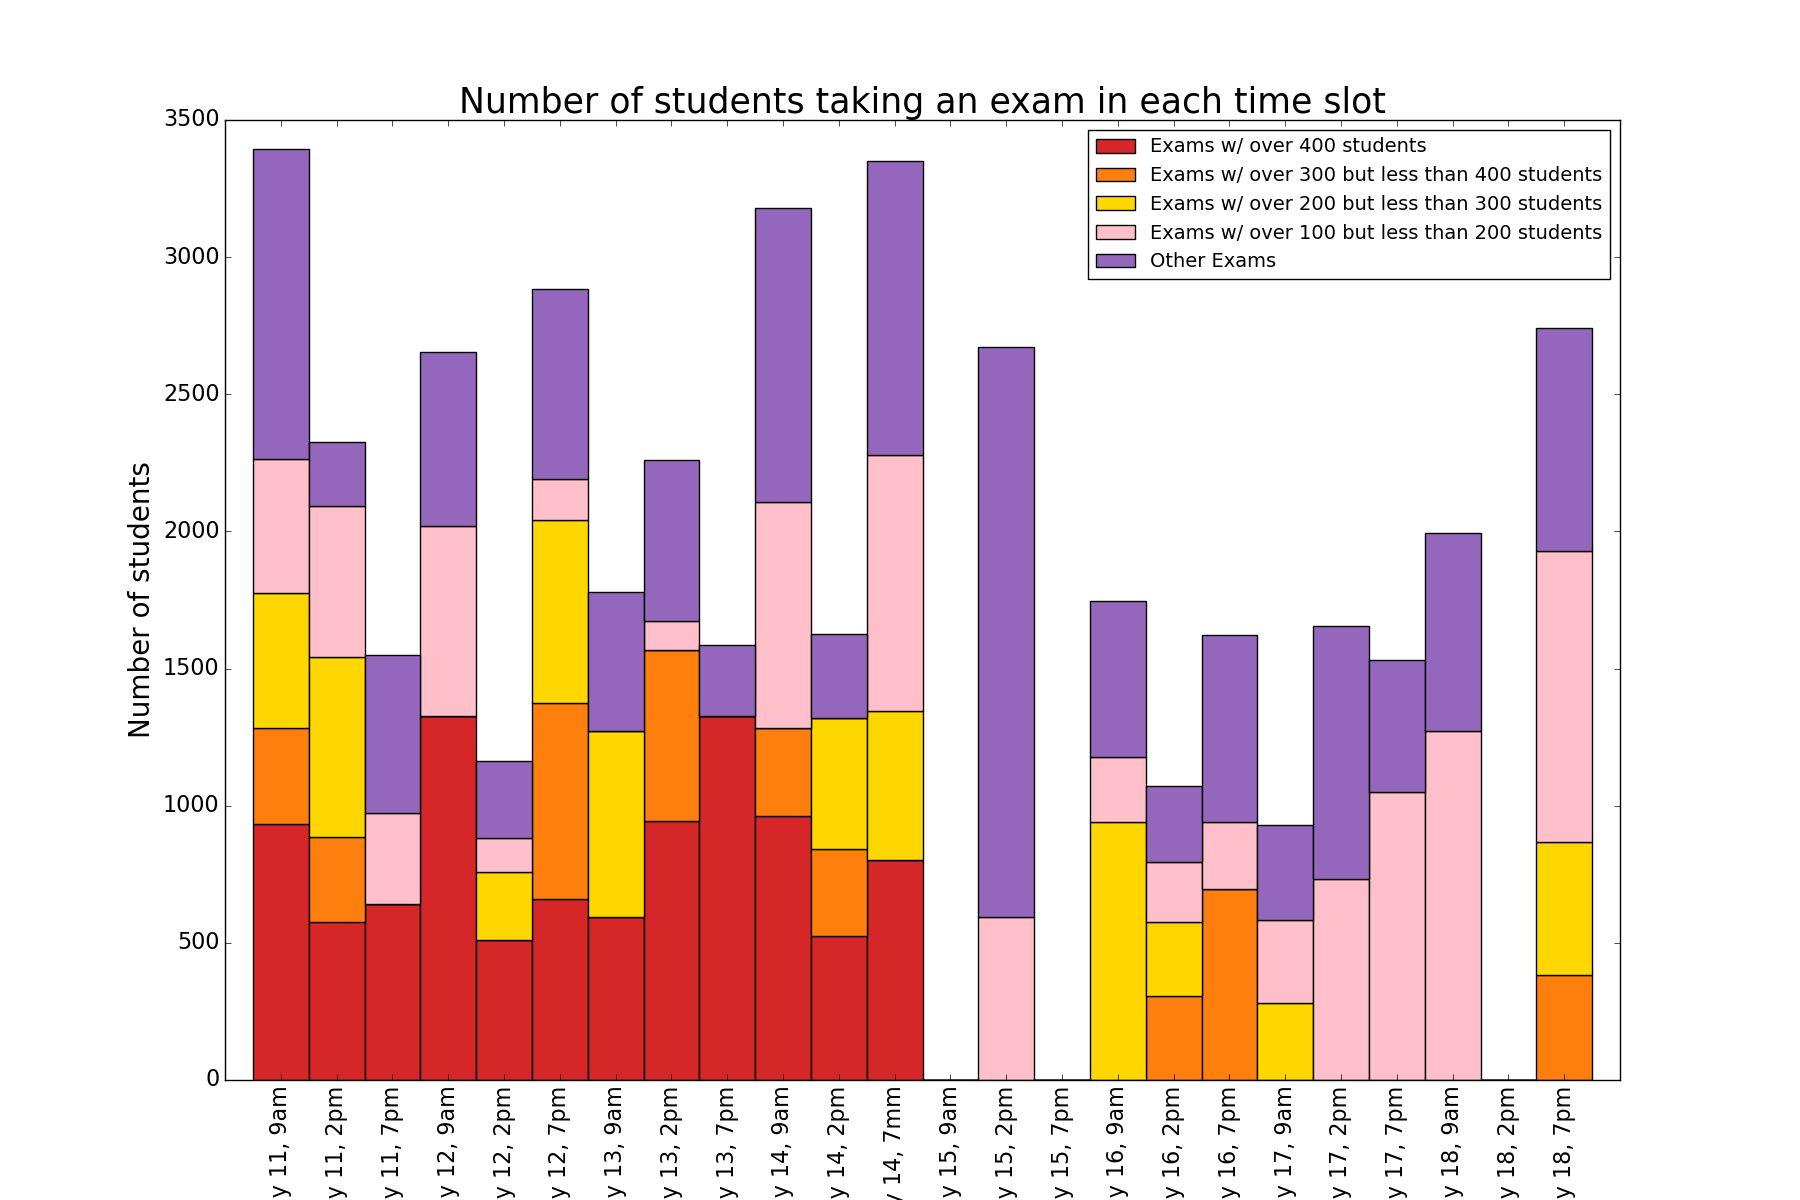 Number of students taking an exam in each time slot
3500
3000
2500
2000
1500
1000
500
0
Number of students
Exams w/ over 400 students
Exams w/ over 300 but less than 400 students
Exams w/ over 200 but less than 300 students
Exams w/ over 100 but less than 200 students
Other Exams
y 11, 9am
y 11, 2pm
y 11, 7pm
y 12, 9am
y 12, 2pm
y 12, 7pm
y 13, 9am
y 13, 2pm
y 13, 7pm
y 14, 9am
y 14, 2pm
y 14, 7mm
y 15, 9am
y 15, 2pm
y 15, 7pm
y 16, 9am
y 16, 2pm
y 16, 7pm
y 17, 9am
y 17, 2pm
y 17, 7pm
y 18, 9am
y 18, 2pm
y 18, 7pm